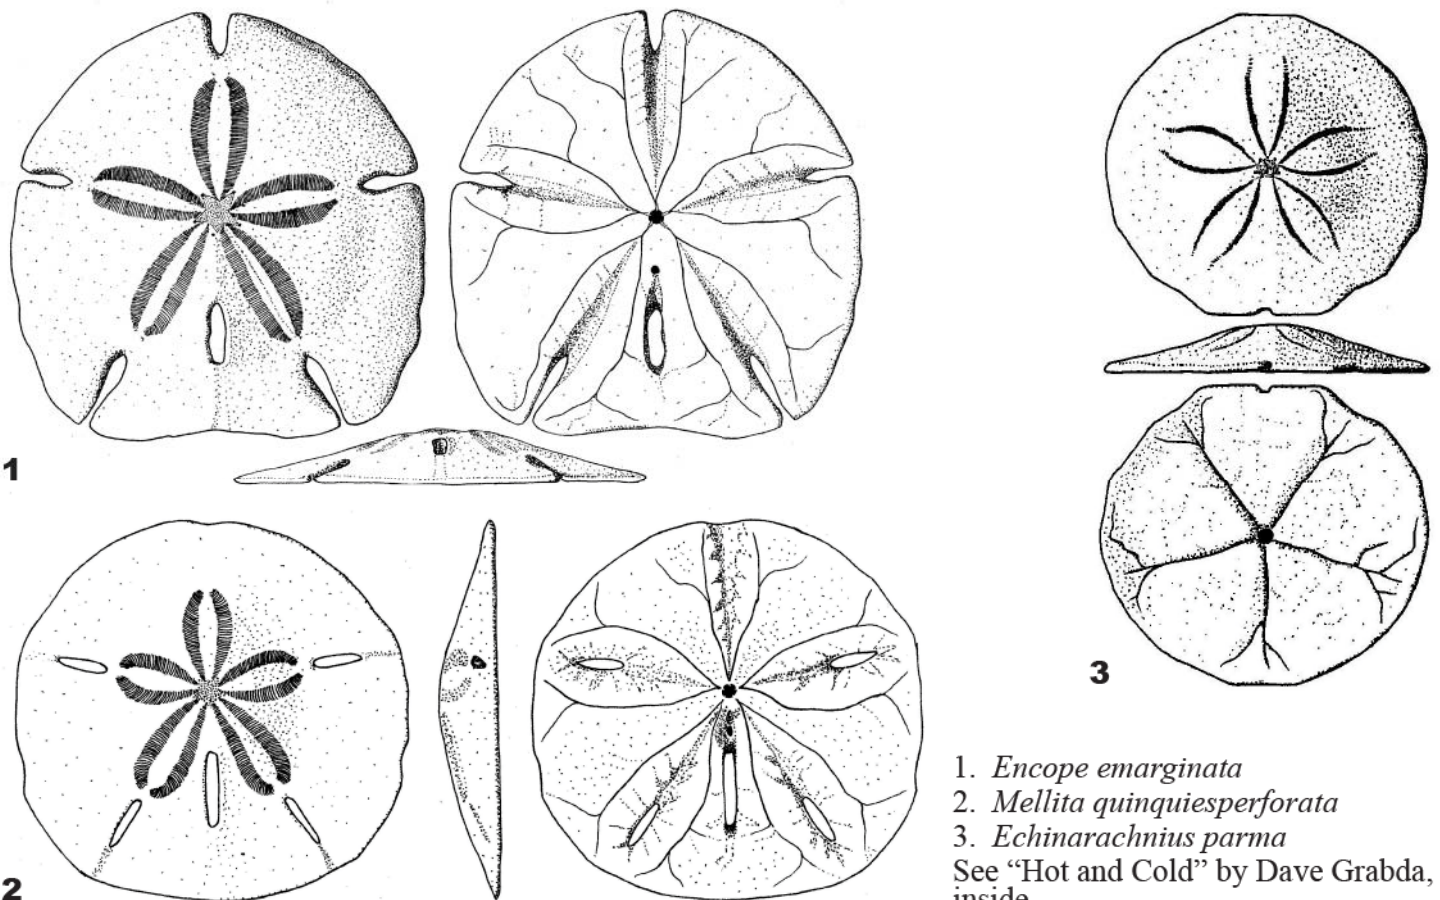 1
2
3
1. Encope emarginata
2. Mellita quinquiesperforata
3. Echinarachnius parma
See “Hot and Cold” by Dave Grabda,
inside